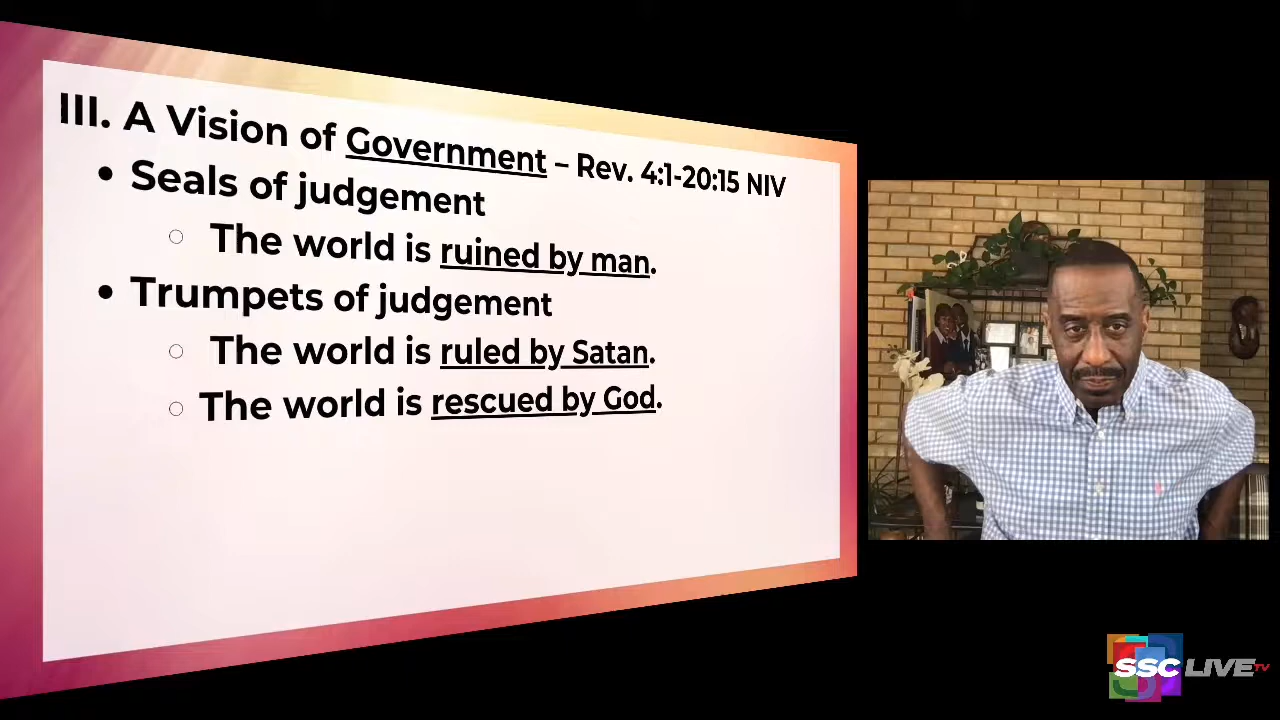 III. A Vision of Government – Rev. 4:1-20:15 NIV
• Seals of judgement
○ The world is ruined by man.
• Trumpets of judgement
○ The world is ruled by Satan.
○ The world is rescued by God.
SSC LIVE TV